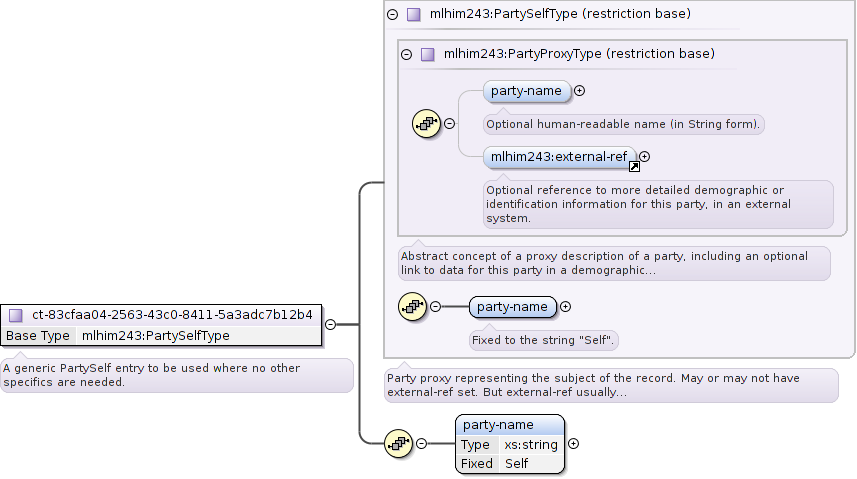 mlhim243:PartySelfType (restriction base)
mlhim243:PartyProxyType (restriction base)
party-name
Optional human-readable name (in String form).
mlhim243:external-ref
Optional reference to more detailed demographic or
identification information for this party, in an external
system.
Abstract concept of a proxy description of a party, including an optional
link to data for this party in a demographic...
party-name
Fixed to the string "Self".
Party proxy representing the subject of the record. May or may not have
external-ref set. But external-ref usually...
ct-83cfaa04-2563-43c0-8411-5a3adc7b12b4
Base Type mlhim243:PartySelfType
A generic PartySelf entry to be used where no other
specifics are needed.
party-name
Type xs:string
Fixed Self